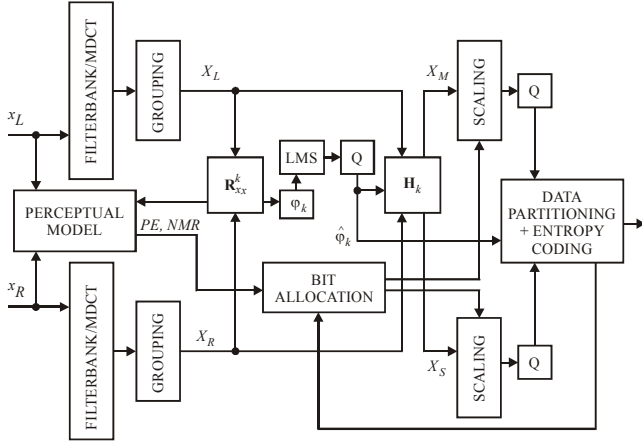 x_L
FILTERBANK/MDCT
GROUPING
X_L
R^k_xx
LMS
Q
φ_k
H_k
X_M
SCALING
Q
PERCEPTUAL
MODEL
PE, NMR
φ̂_k
DATA
PARTITIONING
+ ENTROPY
CODING
BIT
ALLOCATION
x_R
FILTERBANK/MDCT
GROUPING
X_R
X_S
SCALING
Q